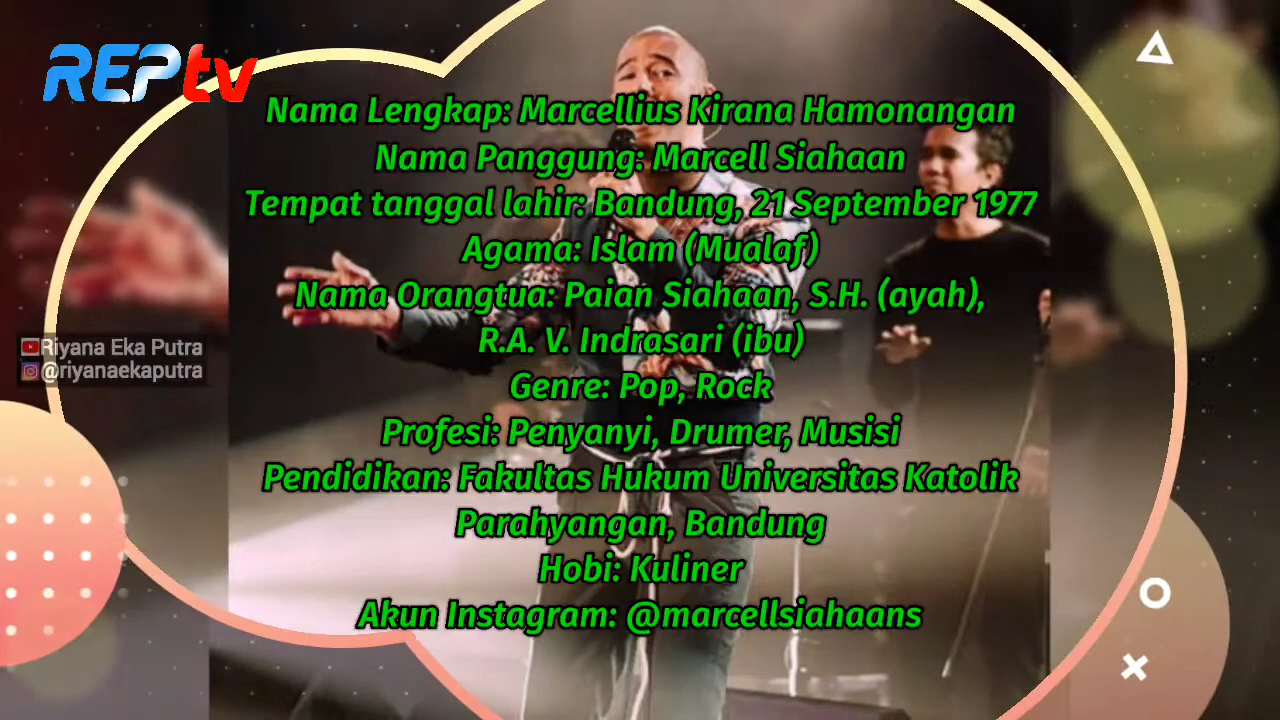 REPtv
Nama Lengkap: Marcellius Kirana Hamonangan
Nama Panggung: Marcell Siahaan
Tempat tanggal lahir: Bandung, 21 September 1977
Agama: Islam (Mualaf)
Nama Orangtua: Paian Siahaan, S.H. (ayah),
R.A. V. Indrasari (ibu)
Riyana Eka Putra
@riyanaekaputra
Genre: Pop, Rock
Profesi: Penyanyi, Drumer, Musisi
Pendidikan: Fakultas Hukum Universitas Katolik
Parahyangan, Bandung
Hobi: Kuliner
Akun Instagram: @marcellsiahaans